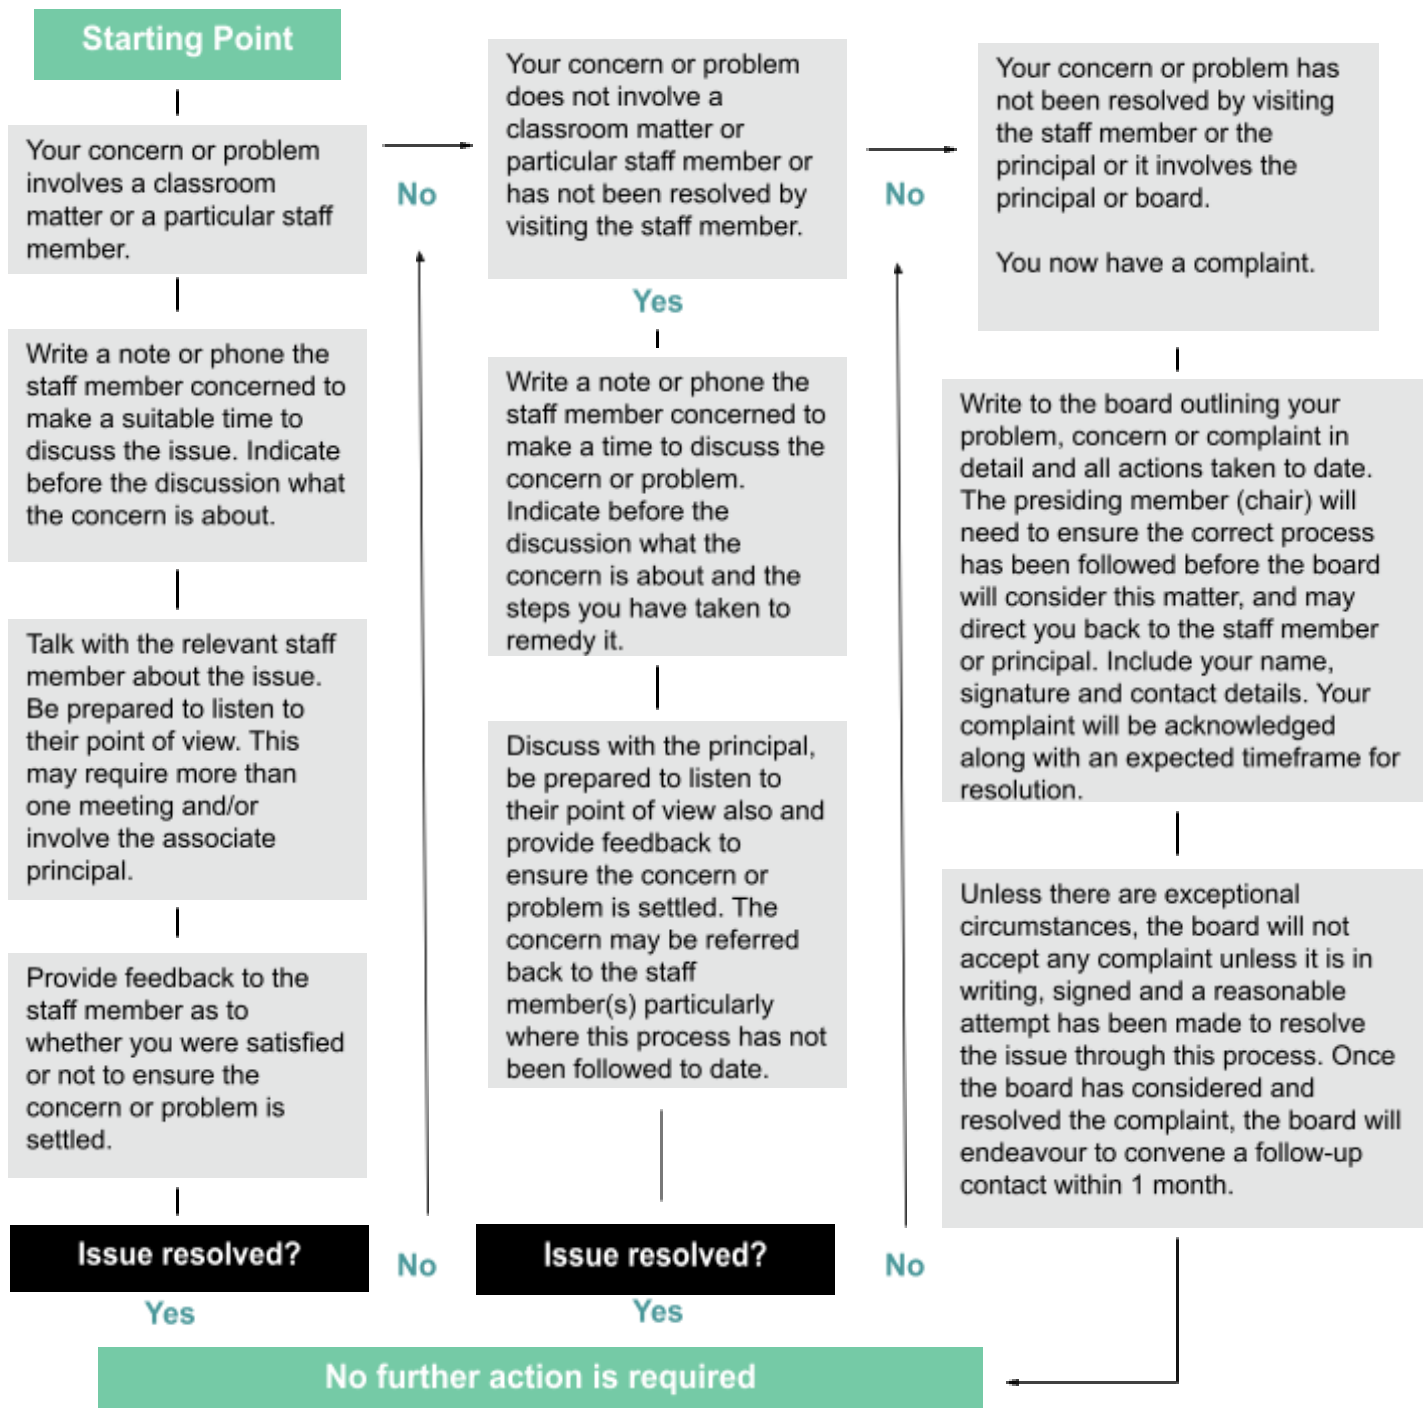 Starting Point
Your concern or problem
involves a classroom
matter or a particular staff
member.
Write a note or phone the
staff member concerned to
make a suitable time to
discuss the issue. Indicate
before the discussion what
the concern is about.
Talk with the relevant staff
member about the issue.
Be prepared to listen to
their point of view. This
may require more than
one meeting and/or
involve the associate
principal.
Provide feedback to the
staff member as to
whether you were satisfied
or not to ensure the
concern or problem is
settled.
Issue resolved?
Yes
No
No
Your concern or problem
does not involve a
classroom matter or
particular staff member or
has not been resolved by
visiting the staff member.
Yes
Write a note or phone the
staff member concerned to
make a time to discuss the
concern or problem.
Indicate before the
discussion what the
concern is about and the
steps you have taken to
remedy it.
Discuss with the principal,
be prepared to listen to
their point of view also and
provide feedback to
ensure the concern or
problem is settled. The
concern may be referred
back to the staff
member(s) particularly
where this process has not
been followed to date.
Issue resolved?
Yes
No
No
Your concern or problem has
not been resolved by visiting
the staff member or the
principal or it involves the
principal or board.
You now have a complaint.
Write to the board outlining your
problem, concern or complaint in
detail and all actions taken to date.
The presiding member (chair) will
need to ensure the correct process
has been followed before the board
will consider this matter, and may
direct you back to the staff member
or principal. Include your name,
signature and contact details. Your
complaint will be acknowledged
along with an expected timeframe for
resolution.
Unless there are exceptional
circumstances, the board will not
accept any complaint unless it is in
writing, signed and a reasonable
attempt has been made to resolve
the issue through this process. Once
the board has considered and
resolved the complaint, the board will
endeavour to convene a follow-up
contact within 1 month.
No further action is required